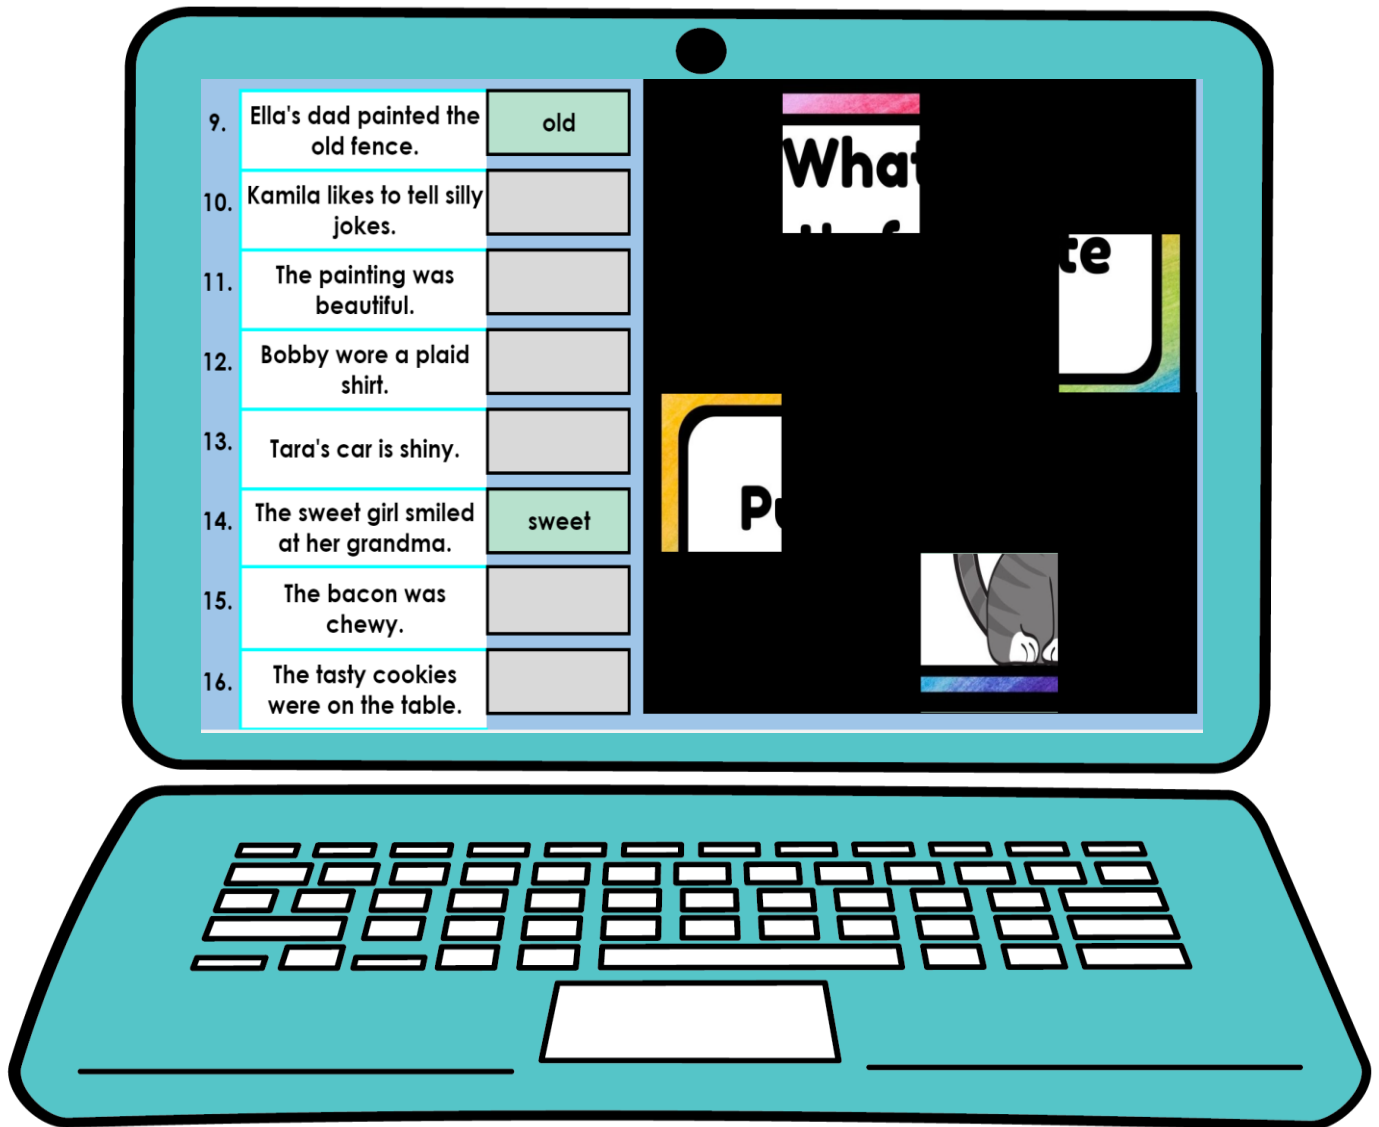 9. Ella's dad painted the
old fence.
old
10. Kamila likes to tell silly
jokes.
11. The painting was
beautiful.
12. Bobby wore a plaid
shirt.
13. Tara's car is shiny.
14. The sweet girl smiled
at her grandma.
sweet
15. The bacon was
chewy.
16. The tasty cookies
were on the table.
What
te